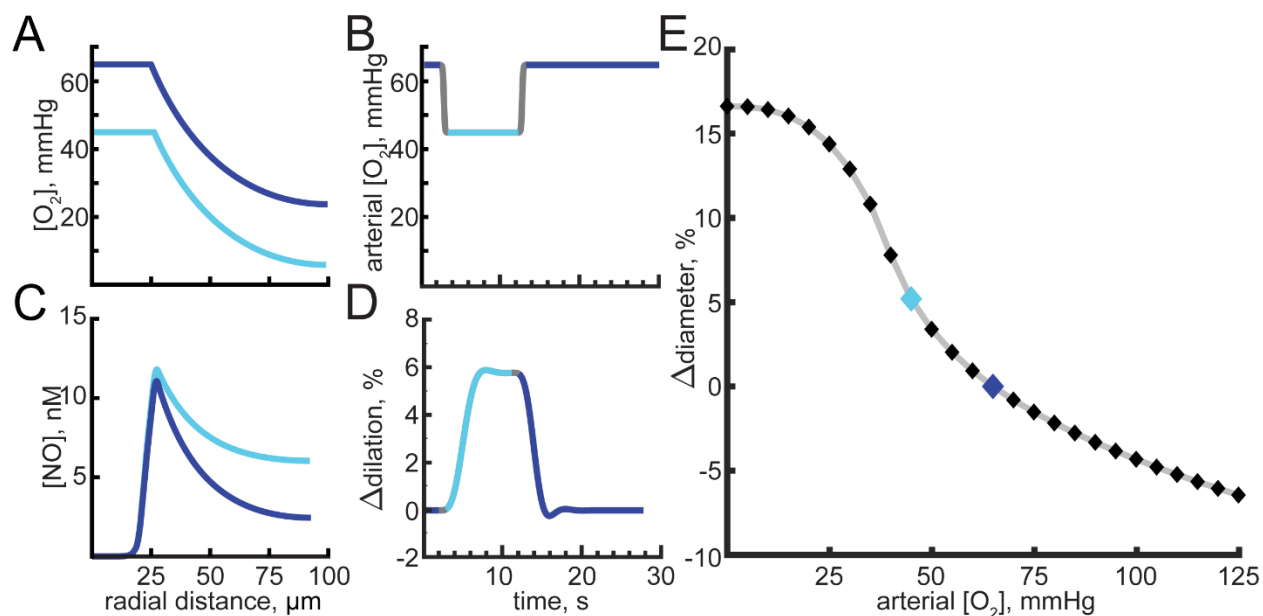 A
[O₂], mmHg
60
40
20
B
arterial [O₂], mmHg
60
40
20
C
[NO], nM
15
10
5
25
50
75
100
radial distance, µm
D
Δdilation, %
8
6
4
2
0
-2
0
10
20
30
time, s
E
Δdiameter, %
20
15
10
5
0
-5
-10
25
50
75
100
125
arterial [O₂], mmHg